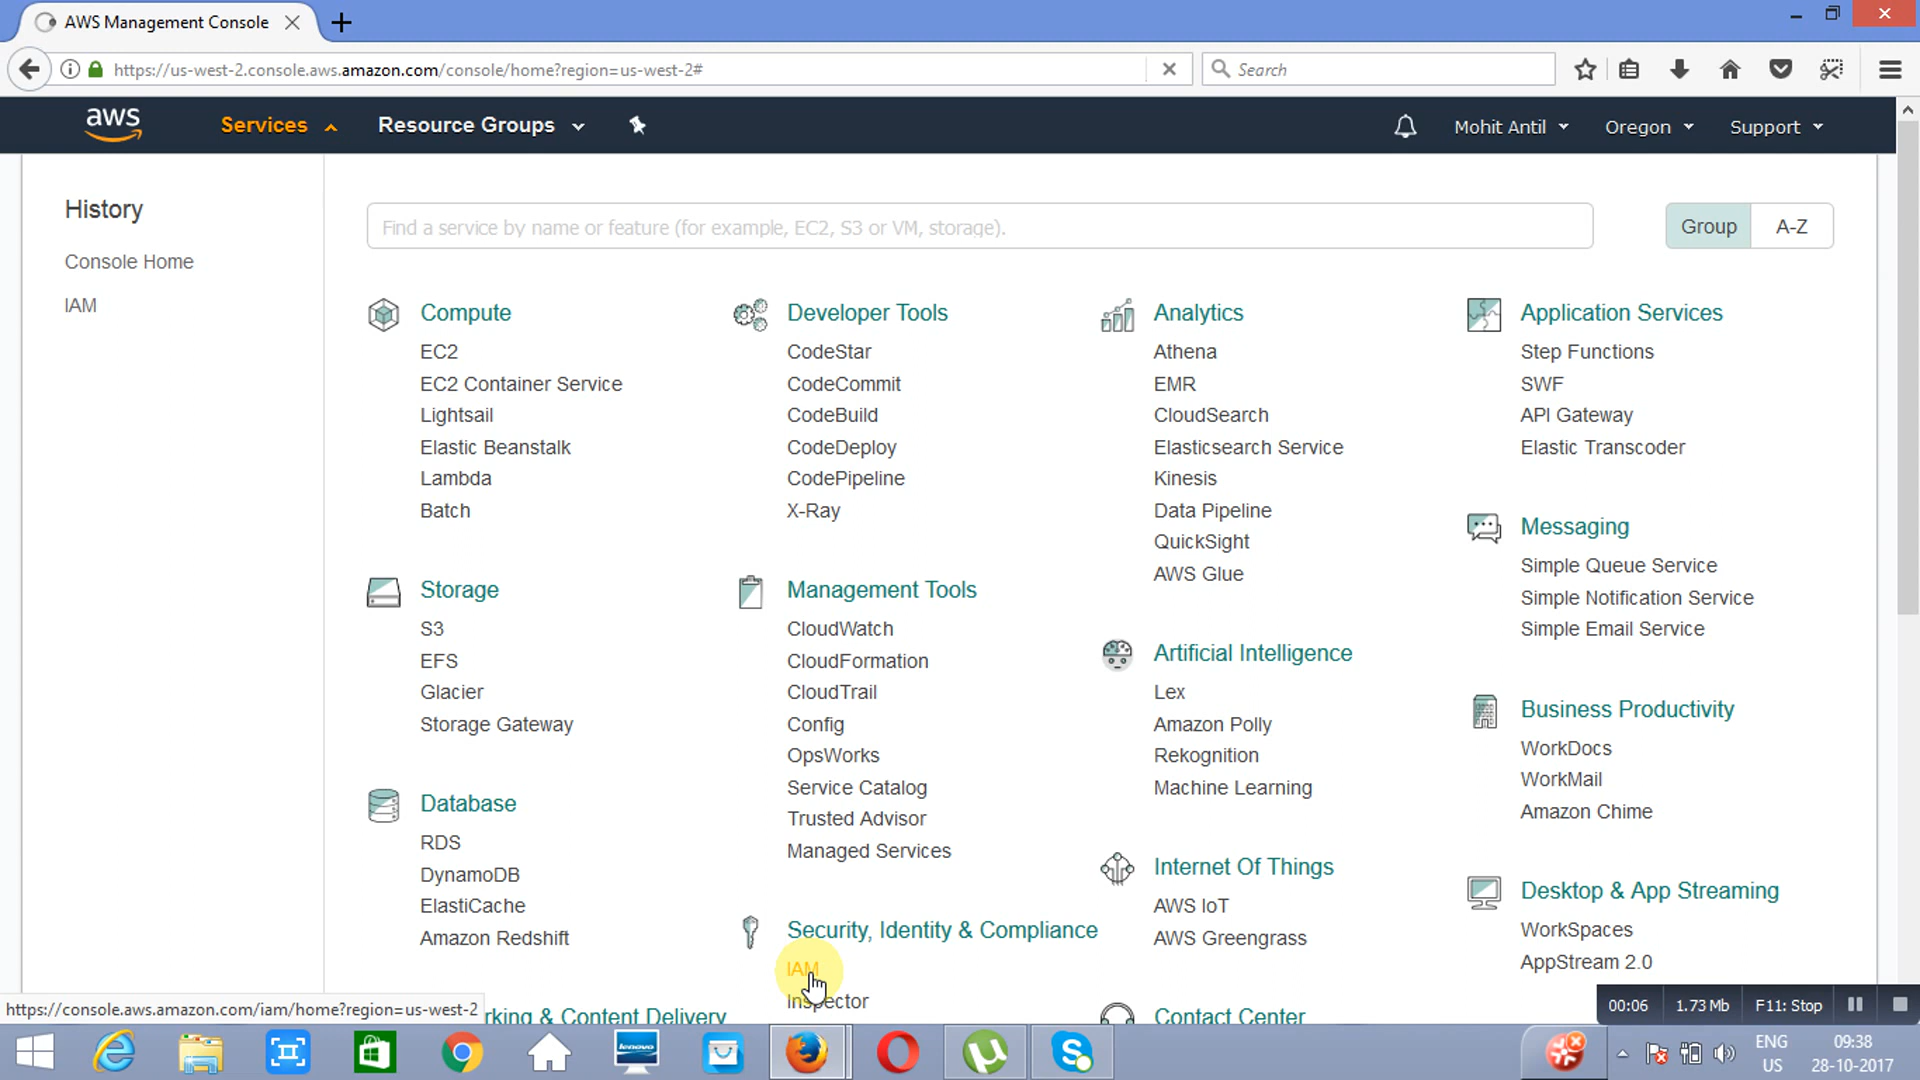 AWS Management Console
https://us-west-2.console.aws.amazon.com/console/home?region=us-west-2#
Search
aws
Services
Resource Groups
Mohit Antil
Oregon
Support
History
Console Home
IAM
Find a service by name or feature (for example, EC2, S3 or VM, storage).
Group
A-Z
Compute
EC2
EC2 Container Service
Lightsail
Elastic Beanstalk
Lambda
Batch
Storage
S3
EFS
Glacier
Storage Gateway
Database
RDS
DynamoDB
ElastiCache
Amazon Redshift
rking & Content Delivery
Developer Tools
CodeStar
CodeCommit
CodeBuild
CodeDeploy
CodePipeline
X-Ray
Management Tools
CloudWatch
CloudFormation
CloudTrail
Config
OpsWorks
Service Catalog
Trusted Advisor
Managed Services
Security, Identity & Compliance
IAM
Inspector
Analytics
Athena
EMR
CloudSearch
Elasticsearch Service
Kinesis
Data Pipeline
QuickSight
AWS Glue
Artificial Intelligence
Lex
Amazon Polly
Rekognition
Machine Learning
Internet Of Things
AWS IoT
AWS Greengrass
Contact Center
Application Services
Step Functions
SWF
API Gateway
Elastic Transcoder
Messaging
Simple Queue Service
Simple Notification Service
Simple Email Service
Business Productivity
WorkDocs
WorkMail
Amazon Chime
Desktop & App Streaming
WorkSpaces
AppStream 2.0
https://console.aws.amazon.com/iam/home?region=us-west-2
00:06
1.73 Mb
F11: Stop
lenovo
ENG
US
09:38
28-10-2017